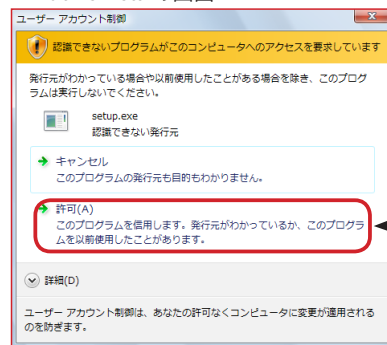 ユーザー アカウント制御
認識できないプログラムがこのコンピュータへのアクセスを要求しています
発行元がわかっている場合や以前使用したことがある場合を除き、このプログ
ラムは実行しないでください。
setup.exe
認識できない発行元
キャンセル
このプログラムの発行元も目的もわかりません。
許可(A)
このプログラムを信用します。発行元がわかっているか、このプログラ
ムを以前使用したことがあります。
詳細(D)
ユーザー アカウント制御は、あなたの許可なくコンピュータに変更が適用される
のを防ぎます。